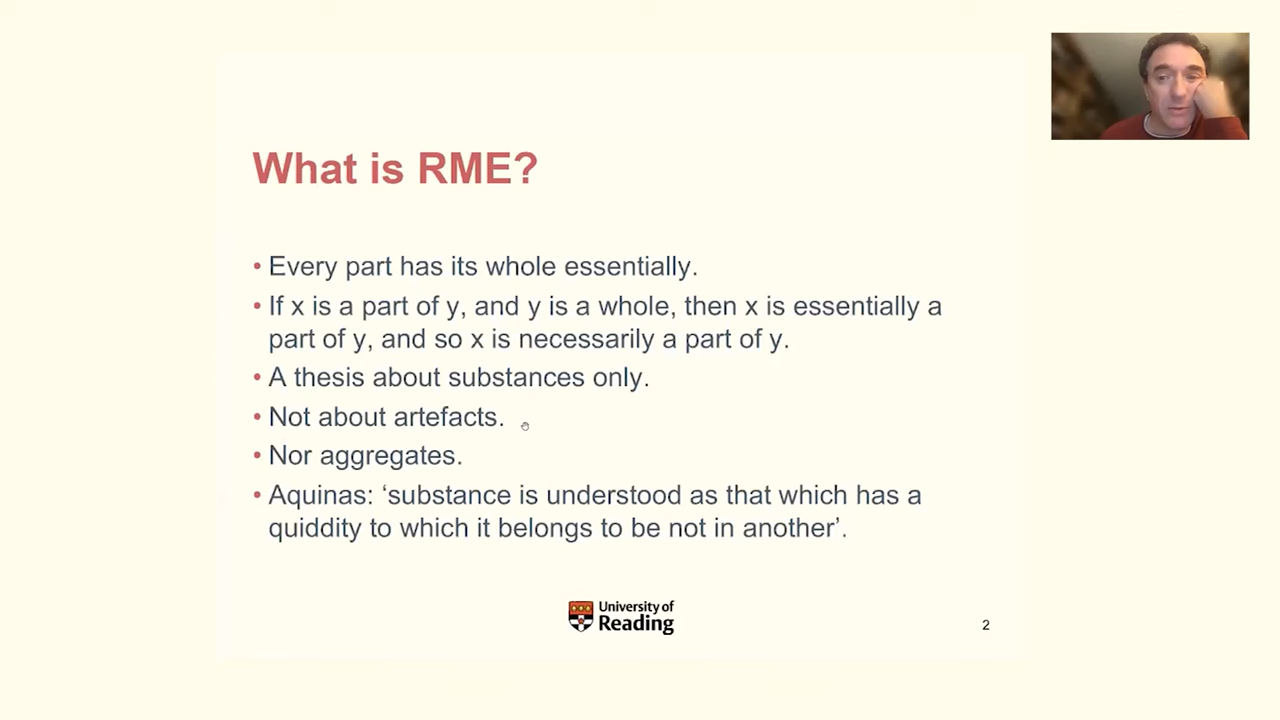 What is RME?
• Every part has its whole essentially.
• If x is a part of y, and y is a whole, then x is essentially a
part of y, and so x is necessarily a part of y.
• A thesis about substances only.
• Not about artefacts.
• Nor aggregates.
• Aquinas: ‘substance is understood as that which has a
quiddity to which it belongs to be not in another’.
University of
Reading
2